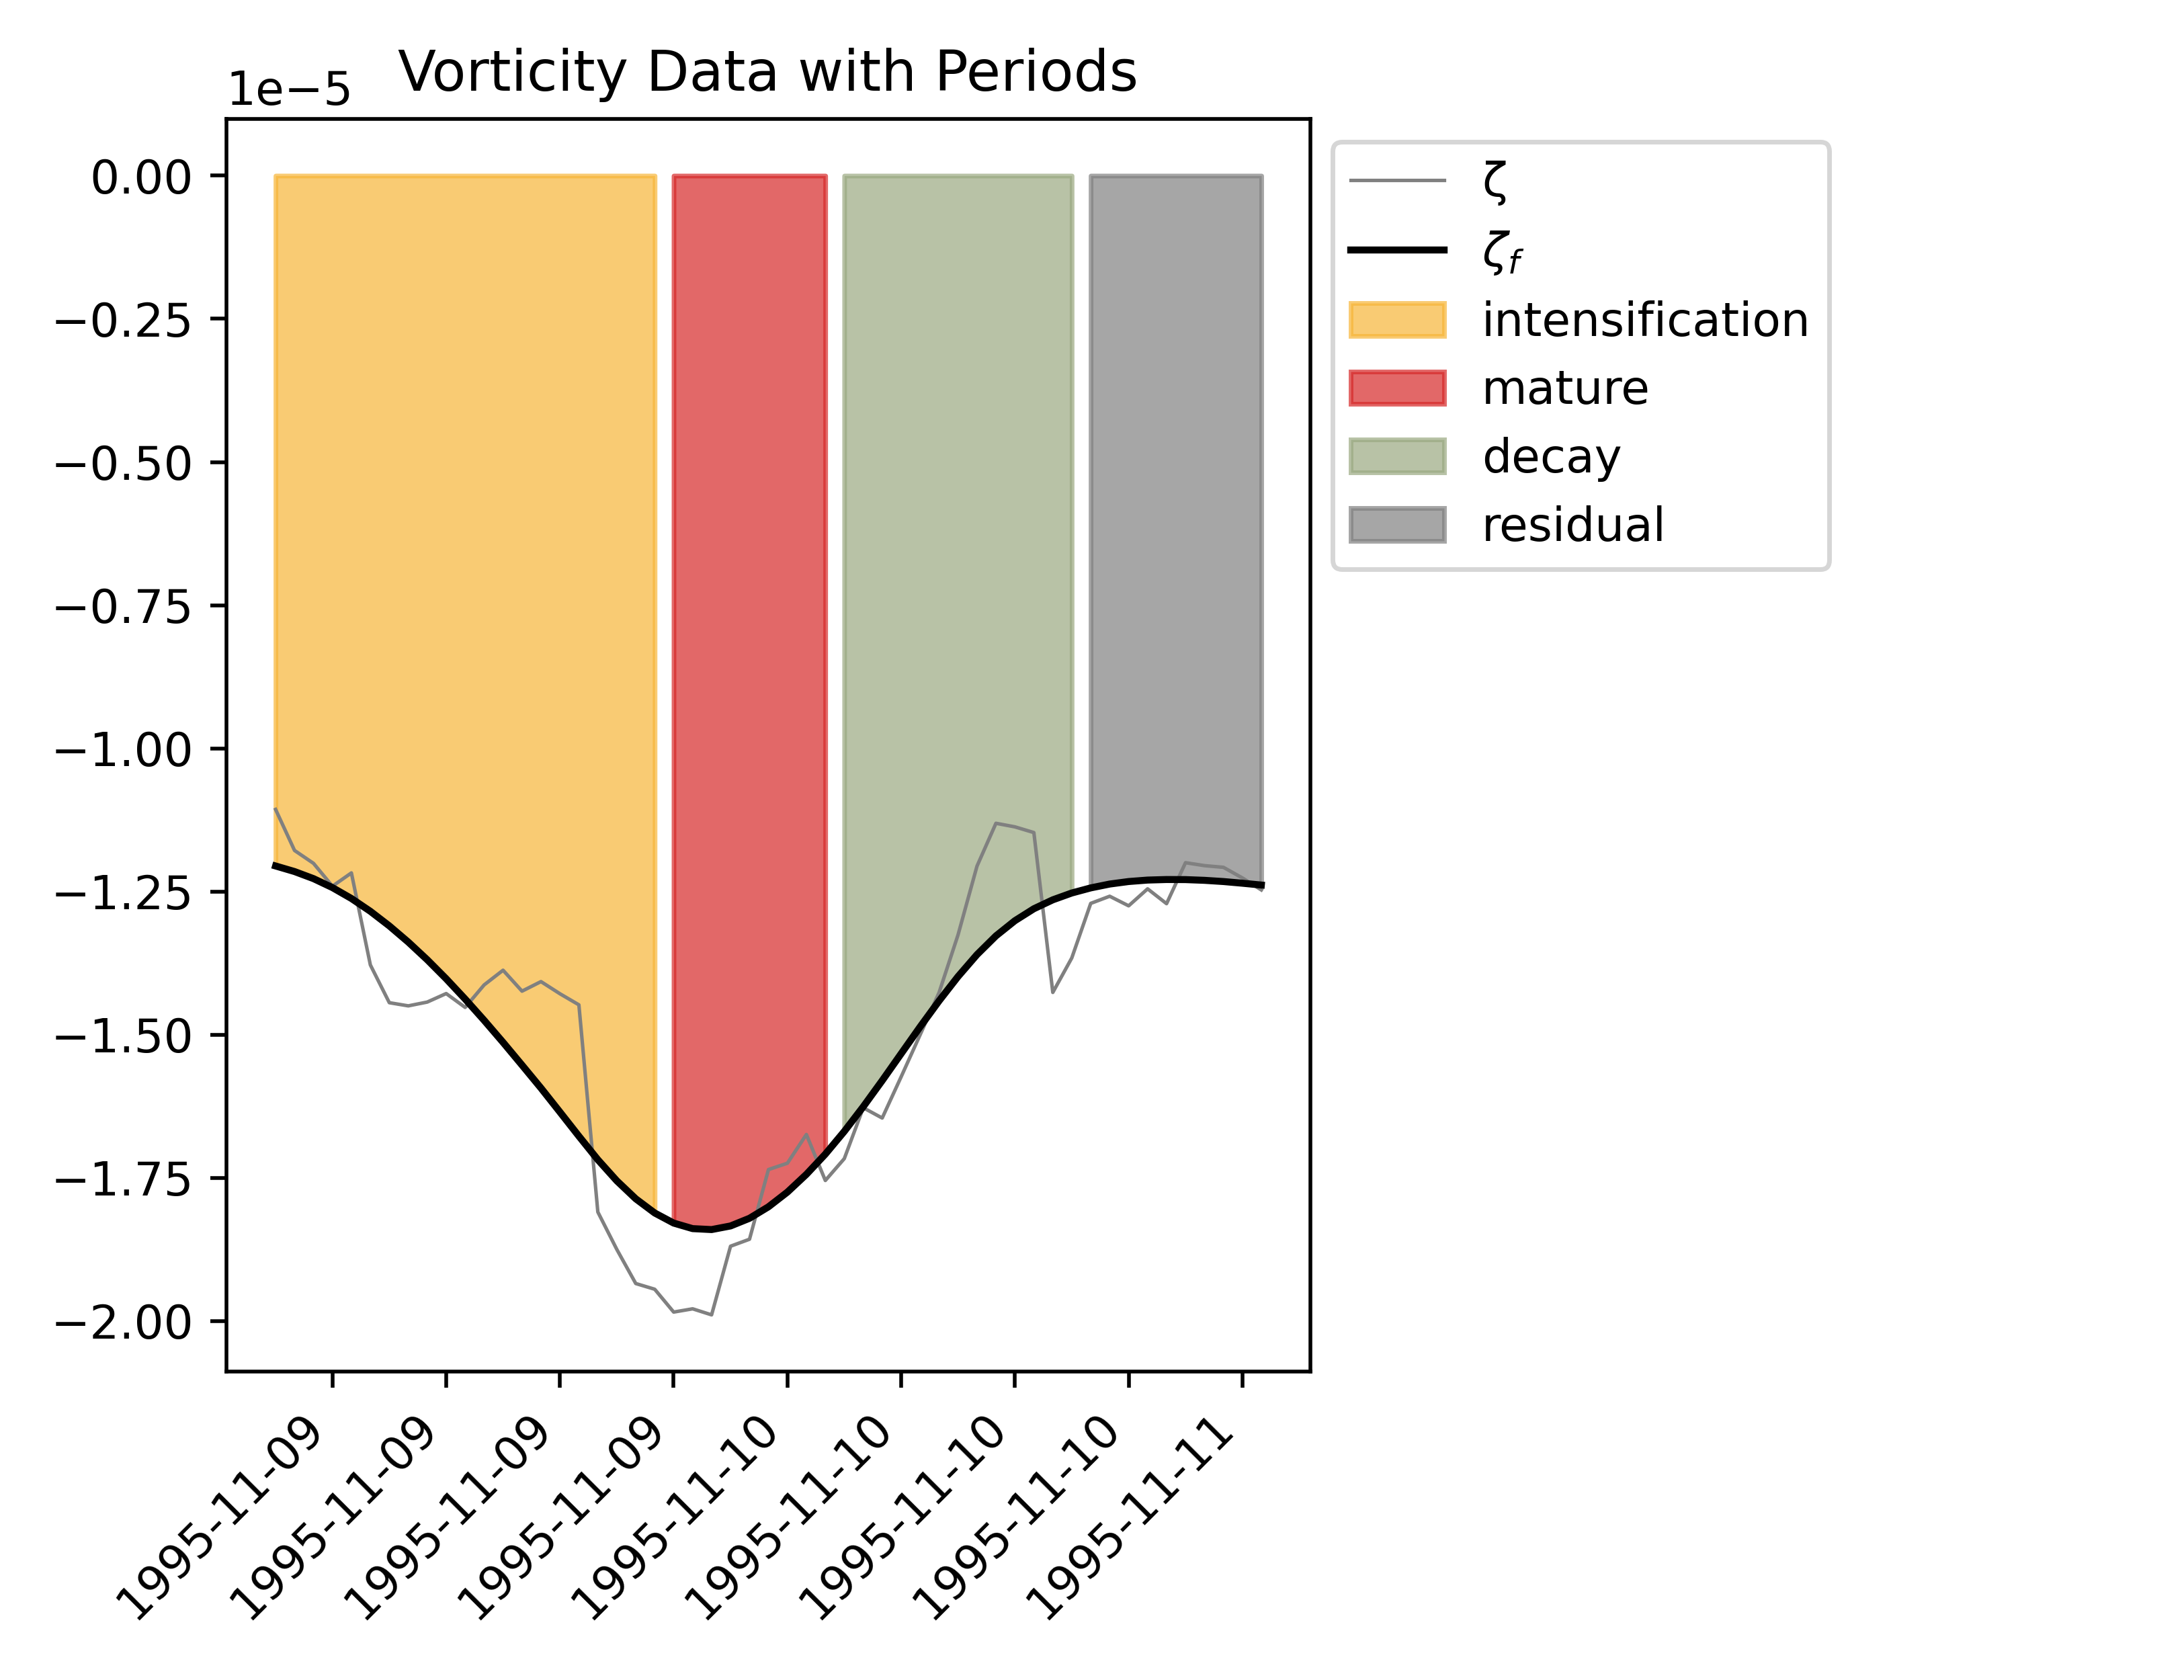 Vorticity Data with Periods
1e−5
0.00
−0.25
−0.50
−0.75
−1.00
−1.25
−1.50
−1.75
−2.00
1995-11-09
1995-11-09
1995-11-09
1995-11-09
1995-11-10
1995-11-10
1995-11-10
1995-11-10
1995-11-11
ζ
ζf
intensification
mature
decay
residual